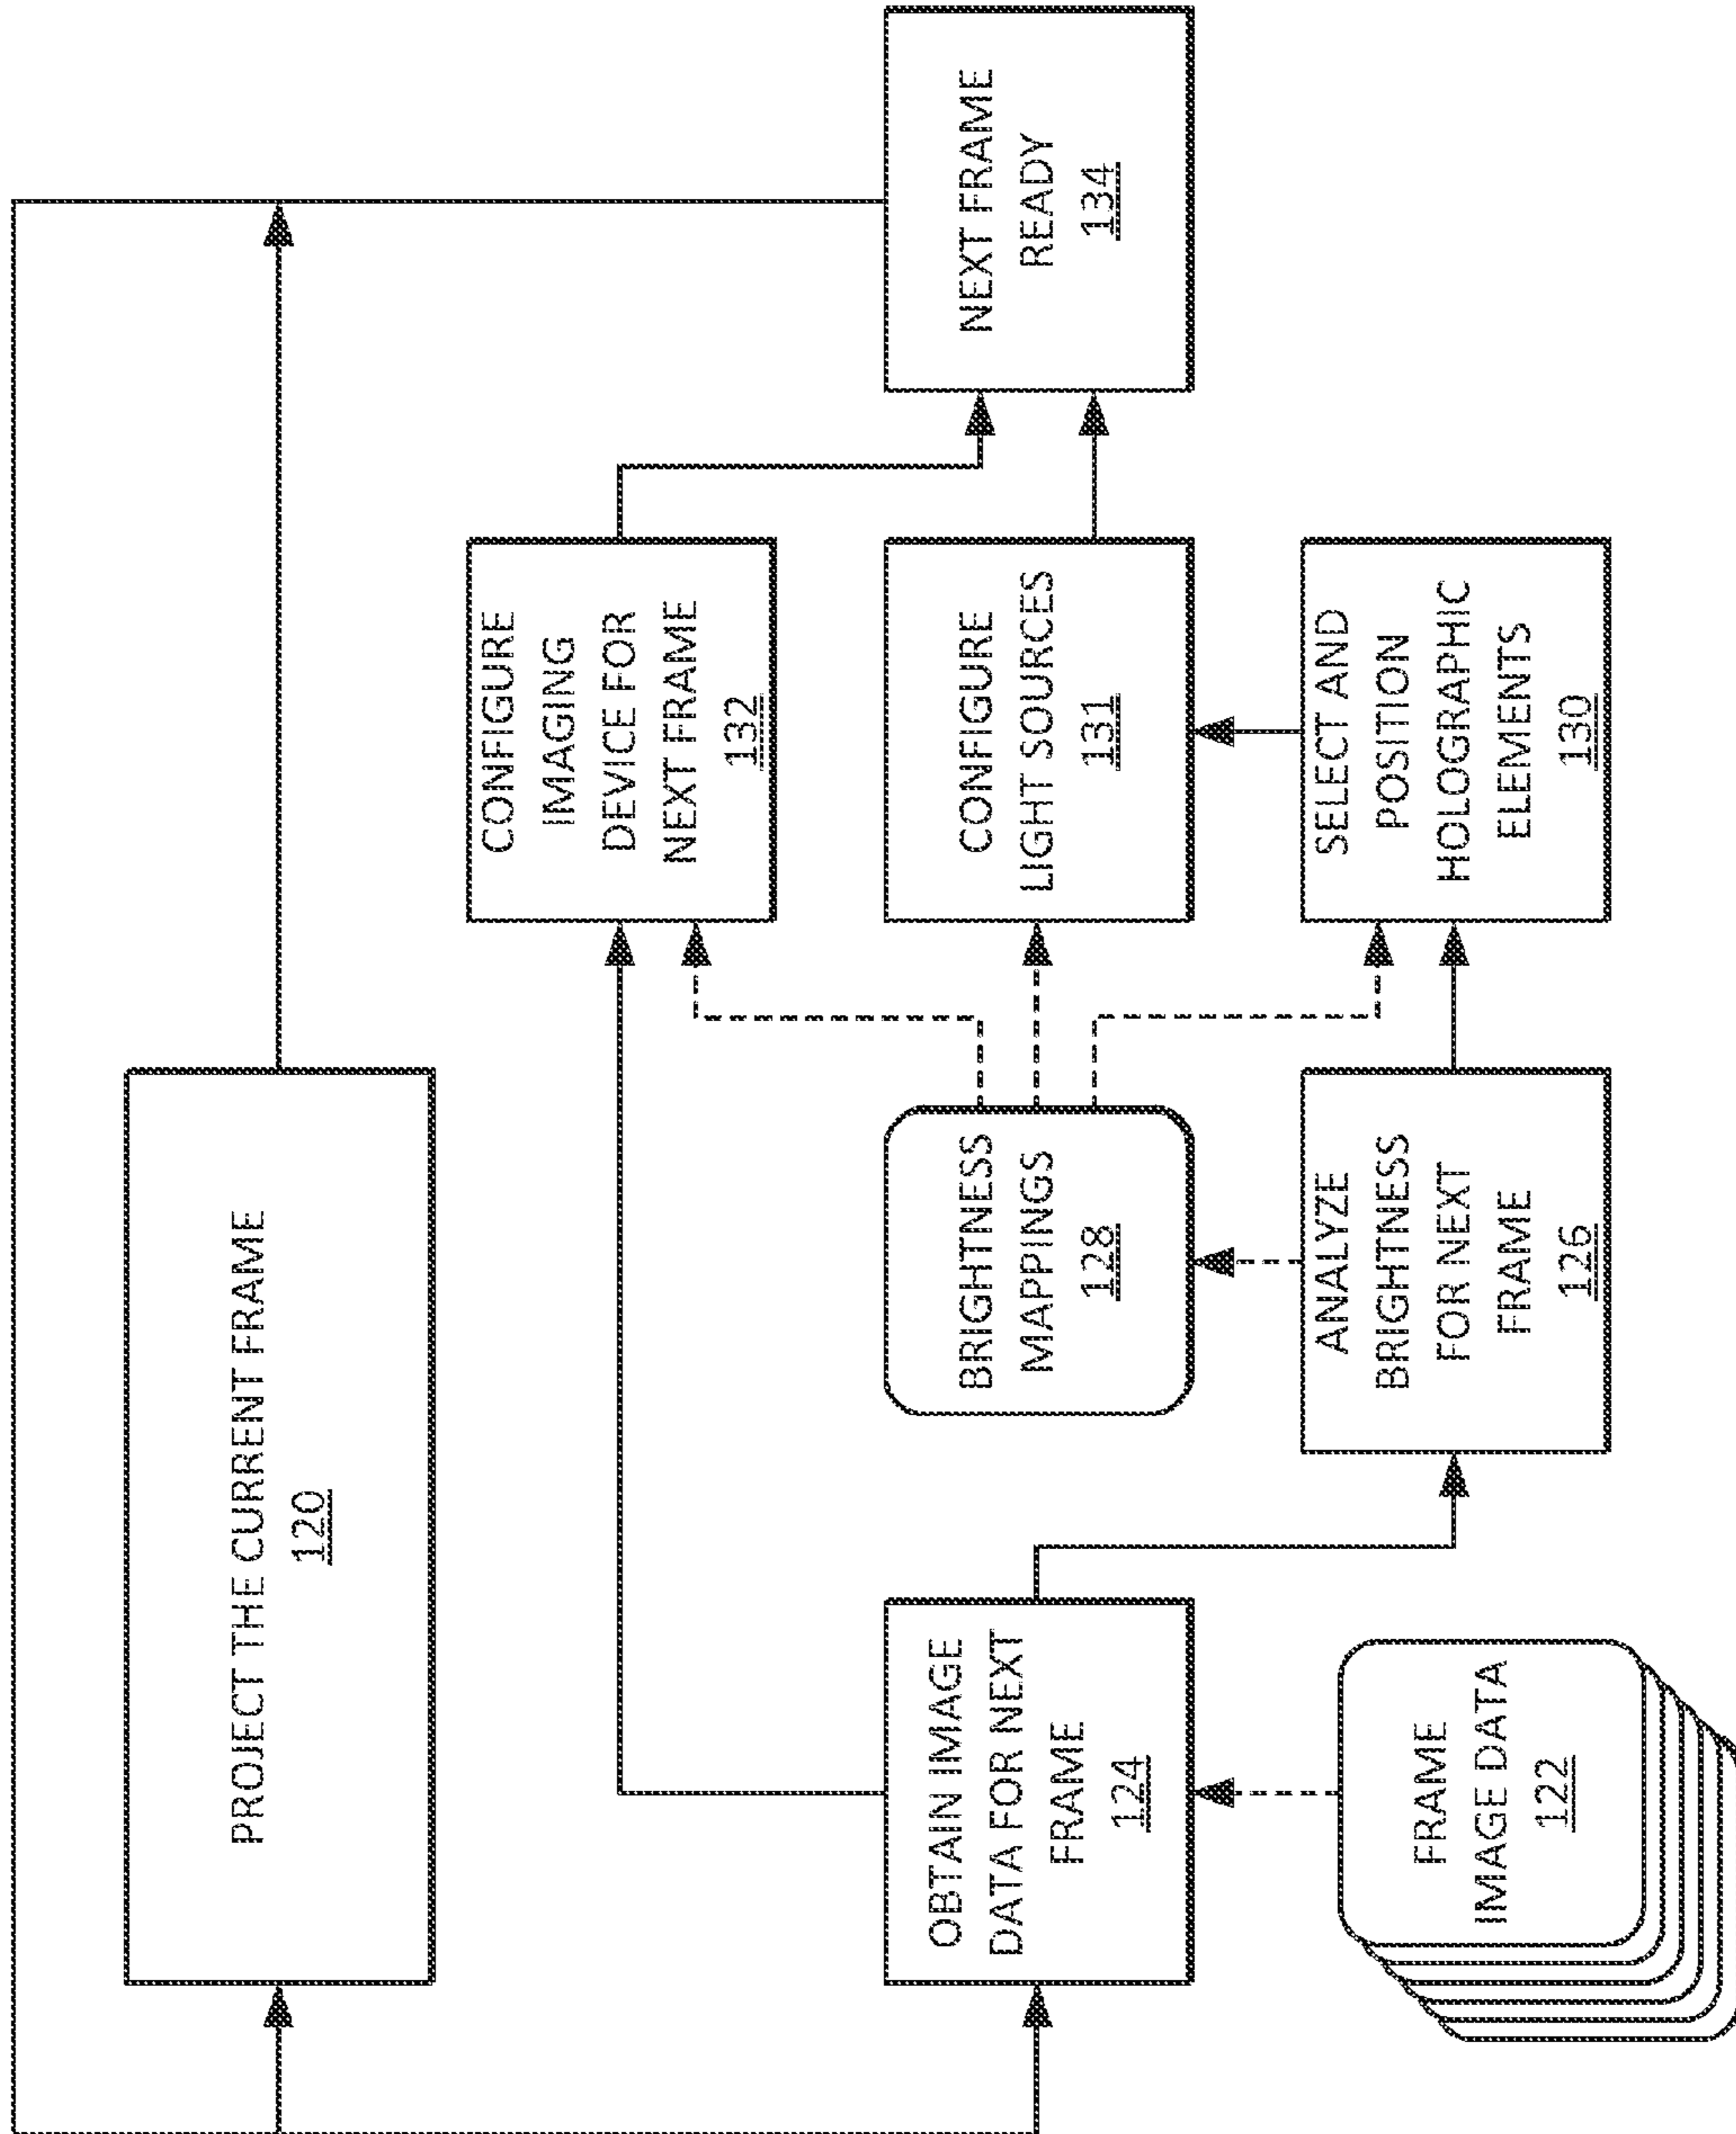 PROJECT THE CURRENT FRAME
120
OBTAIN IMAGE
DATA FOR NEXT
FRAME
124
FRAME
IMAGE DATA
122
BRIGHTNESS
MAPPINGS
128
ANALYZE
BRIGHTNESS
FOR NEXT
FRAME
126
CONFIGURE
IMAGING
DEVICE FOR
NEXT FRAME
132
CONFIGURE
LIGHT SOURCES
131
SELECT AND
POSITION
HOLOGRAPHIC
ELEMENTS
130
NEXT FRAME
READY
134